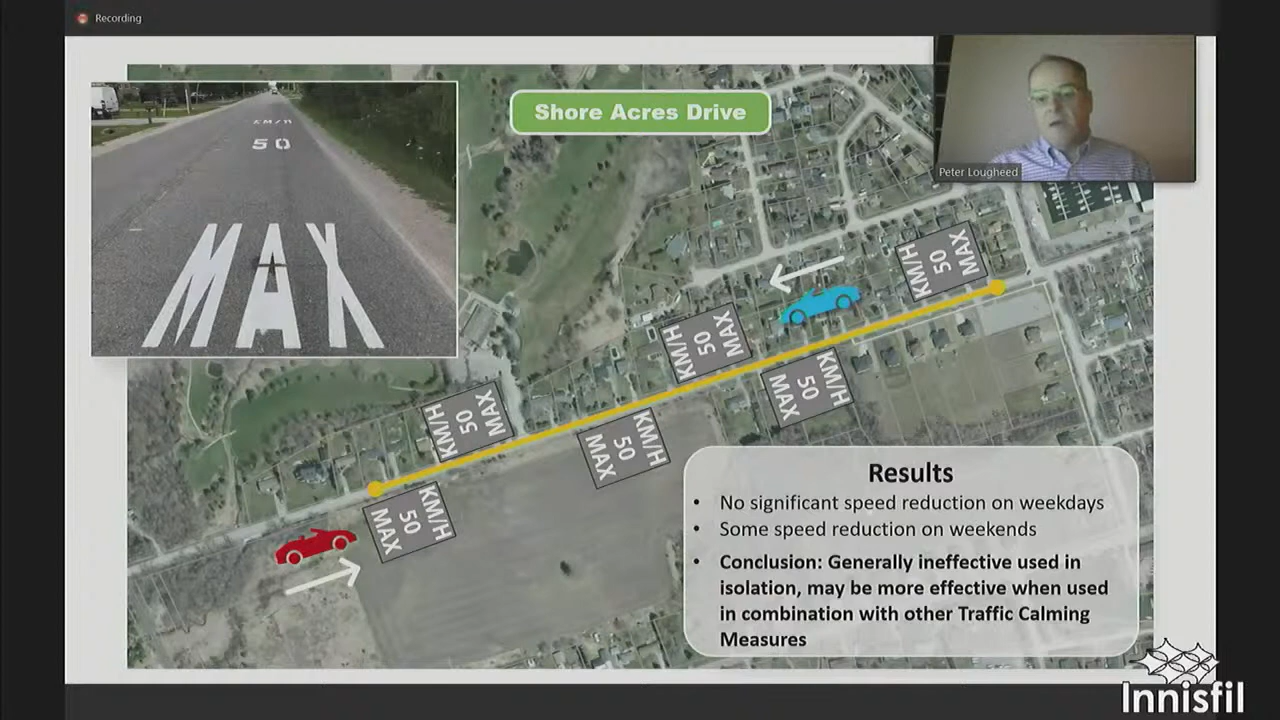 Recording
Shore Acres Drive
Peter Lougheed
KM/H
50
MAX
MAX
50
KM/H
MAX
50
KM/H
MAX
50
KM/H
KM/H
50
MAX
KM/H
50
MAX
KM/H
50
MAX
Results
• No significant speed reduction on weekdays
• Some speed reduction on weekends
• Conclusion: Generally ineffective used in
isolation, may be more effective when used
in combination with other Traffic Calming
Measures
Innisfil